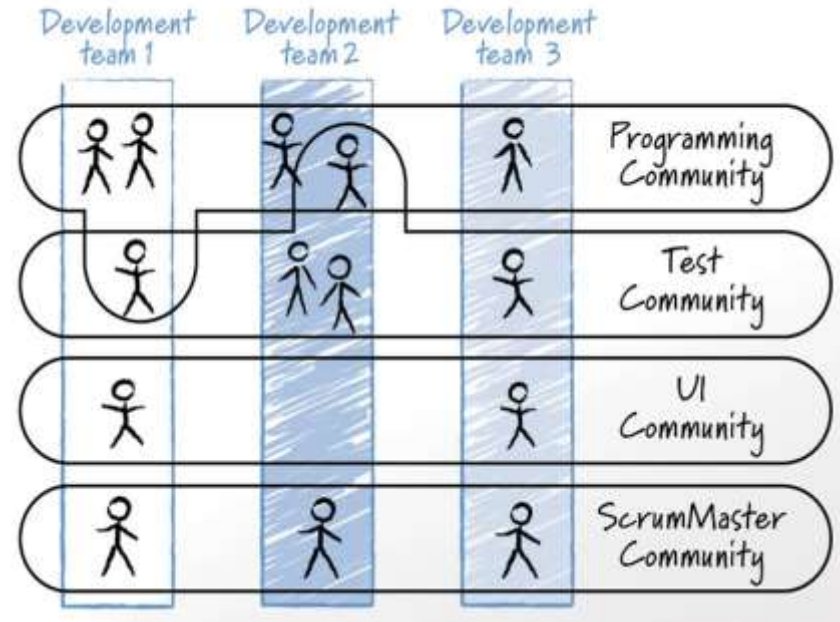 Development
team 1
Development
team 2
Development
team 3
Programming
Community
Test
Community
UI
Community
ScrumMaster
Community